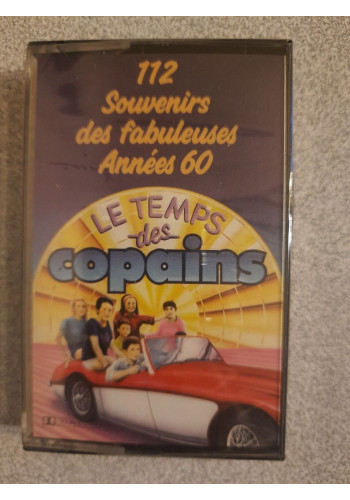 112
Souvenirs
des fabuleuses
Années 60
LE TEMPS
des
copains